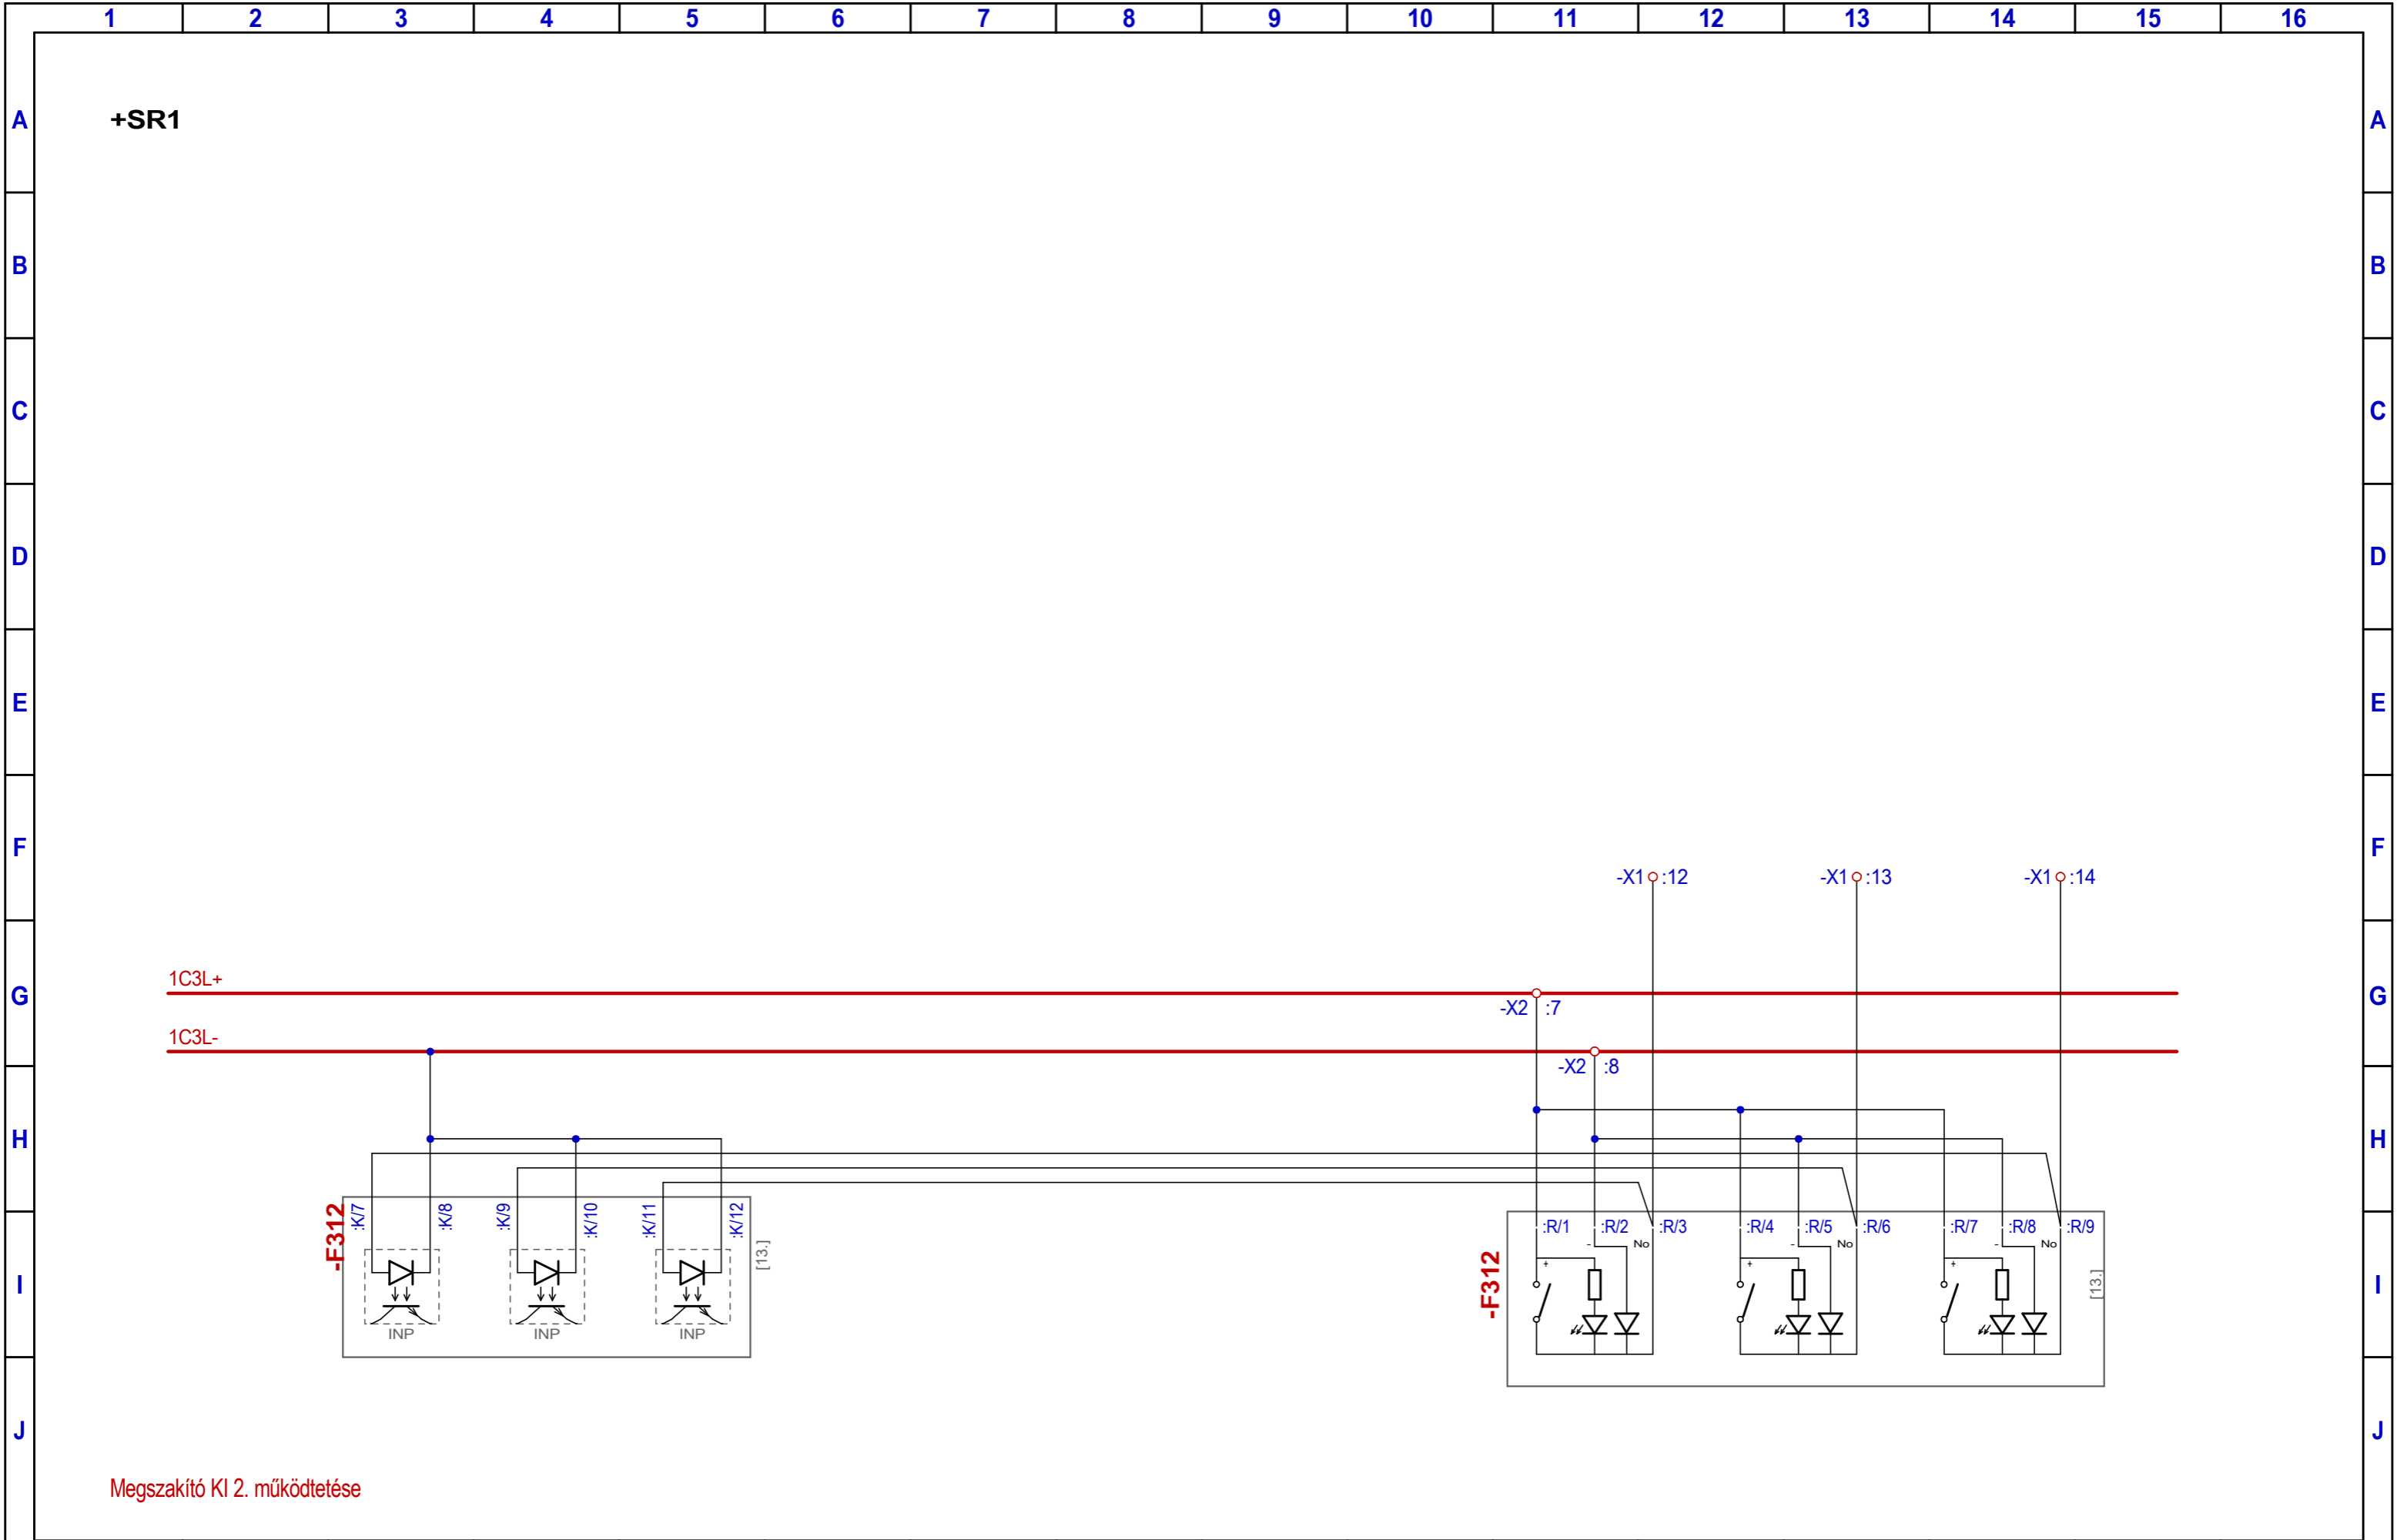 1 2 3 4 5 6 7 8 9 10 11 12 13 14 15 16
A +SR1 A
B B
C C
D D
E E
F F
-X1 :12 -X1 :13 -X1 :14
1C3L+
G G
-X2 :7
1C3L-
-X2 :8
H H
-F312 :K/7 :K/8 :K/9 :K/10 :K/11 :K/12 [13.]
:R/1 :R/2 :R/3 :R/4 :R/5 :R/6 :R/7 :R/8 :R/9
- No - No - No
+ + +
I -F312 [13.] I
INP INP INP
J J
Megszakító KI 2. működtetése